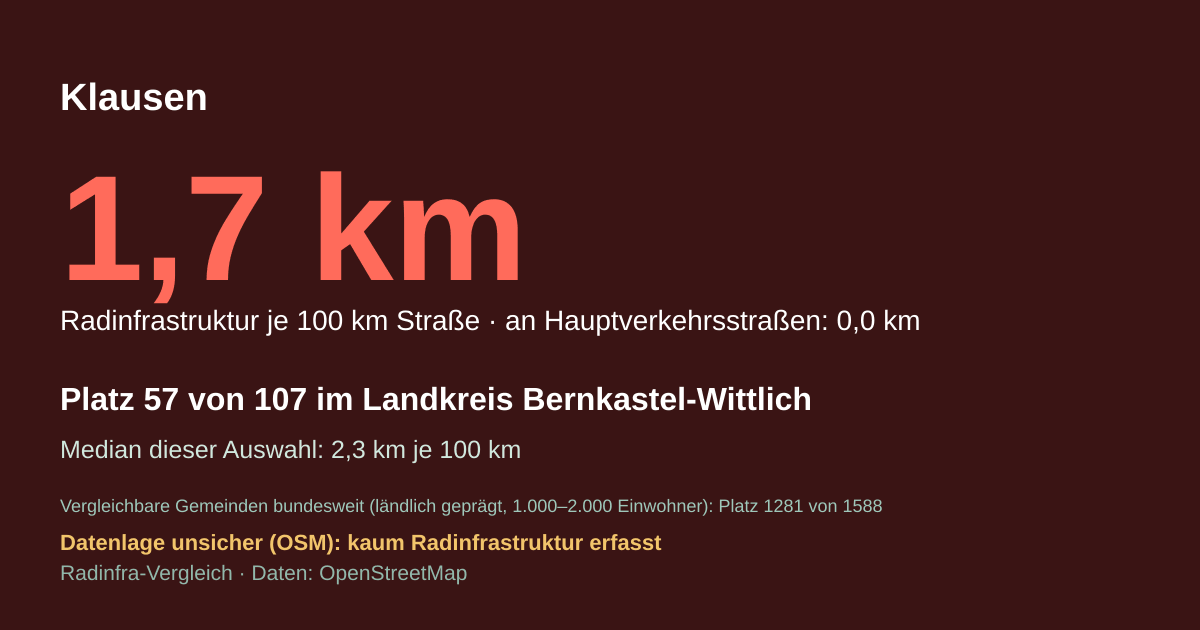 Klausen
1,7 km
Radinfrastruktur je 100 km Straße · an Hauptverkehrsstraßen: 0,0 km
Platz 57 von 107 im Landkreis Bernkastel-Wittlich
Median dieser Auswahl: 2,3 km je 100 km
Vergleichbare Gemeinden bundesweit (ländlich geprägt, 1.000–2.000 Einwohner): Platz 1281 von 1588
Datenlage unsicher (OSM): kaum Radinfrastruktur erfasst
Radinfra-Vergleich · Daten: OpenStreetMap